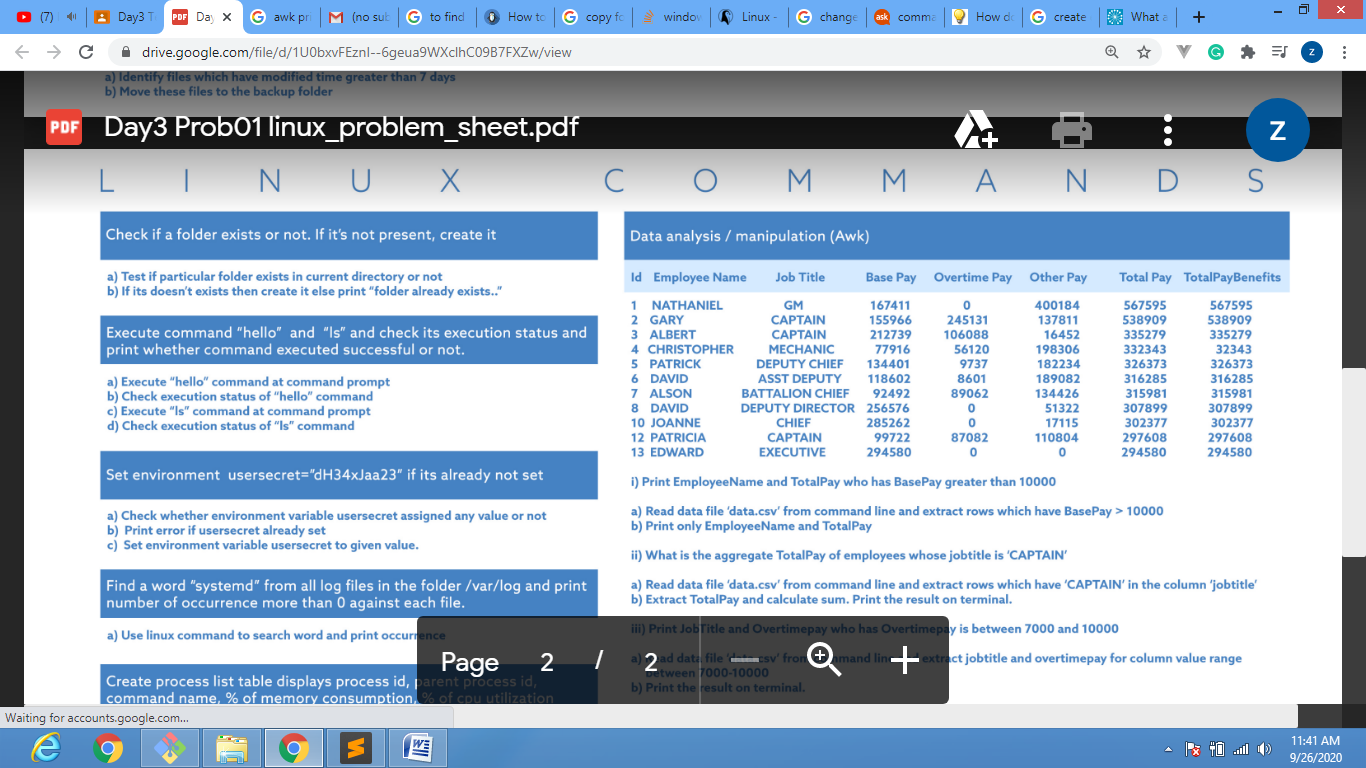 (7)
Day3 T
Day
awk pr
(no sub
to find
How to
copy fo
window
Linux -
change
comma
How do
create
What a
drive.google.com/file/d/1U0bxvFEznI--6geua9WXclhC09B7FXZw/view
a) Identify files which have modified time greater than 7 days
b) Move these files to the backup folder
PDF Day3 Prob01 linux_problem_sheet.pdf
Z
L I N U X C O M M A N D S
Check if a folder exists or not. If it's not present, create it
a) Test if particular folder exists in current directory or not
b) If its doesn't exists then create it else print "folder already exists.."
Execute command "hello" and "ls" and check its execution status and
print whether command executed successful or not.
a) Execute "hello" command at command prompt
b) Check execution status of "hello" command
c) Execute "ls" command at command prompt
d) Check execution status of "ls" command
Set environment usersecret="dH34xJaa23" if its already not set
a) Check whether environment variable usersecret assigned any value or not
b) Print error if usersecret already set
c) Set environment variable usersecret to given value.
Find a word "systemd" from all log files in the folder /var/log and print
number of occurrence more than 0 against each file.
a) Use linux command to search word and print occurrence
Create process list table displays process id, parent process id,
command name, % of memory consumption, % of cpu utilization
Data analysis / manipulation (Awk)
Id Employee Name Job Title Base Pay Overtime Pay Other Pay Total Pay TotalPayBenefits
1 NATHANIEL GM 167411 0 400184 567595 567595
2 GARY CAPTAIN 155966 245131 137811 538909 538909
3 ALBERT CAPTAIN 212739 106088 16452 335279 335279
4 CHRISTOPHER MECHANIC 77916 56120 198306 332343 32343
5 PATRICK DEPUTY CHIEF 134401 9737 182234 326373 326373
6 DAVID ASST DEPUTY 118602 8601 189082 316285 316285
7 ALSON BATTALION CHIEF 92492 89062 134426 315981 315981
8 DAVID DEPUTY DIRECTOR 256576 0 51322 307899 307899
10 JOANNE CHIEF 285262 0 17115 302377 302377
12 PATRICIA CAPTAIN 99722 87082 110804 297608 297608
13 EDWARD EXECUTIVE 294580 0 0 294580 294580
i) Print EmployeeName and TotalPay who has BasePay greater than 10000
a) Read data file 'data.csv' from command line and extract rows which have BasePay > 10000
b) Print only EmployeeName and TotalPay
ii) What is the aggregate TotalPay of employees whose jobtitle is 'CAPTAIN'
a) Read data file 'data.csv' from command line and extract rows which have 'CAPTAIN' in the column 'jobtitle'
b) Extract TotalPay and calculate sum. Print the result on terminal.
iii) Print JobTitle and Overtimepay who has Overtimepay is between 7000 and 10000
a) Read data file 'data.csv' from command line and extract jobtitle and overtimepay for column value range
between 7000-10000
b) Print the result on terminal.
Page 2 / 2
Waiting for accounts.google.com...
11:41 AM
9/26/2020